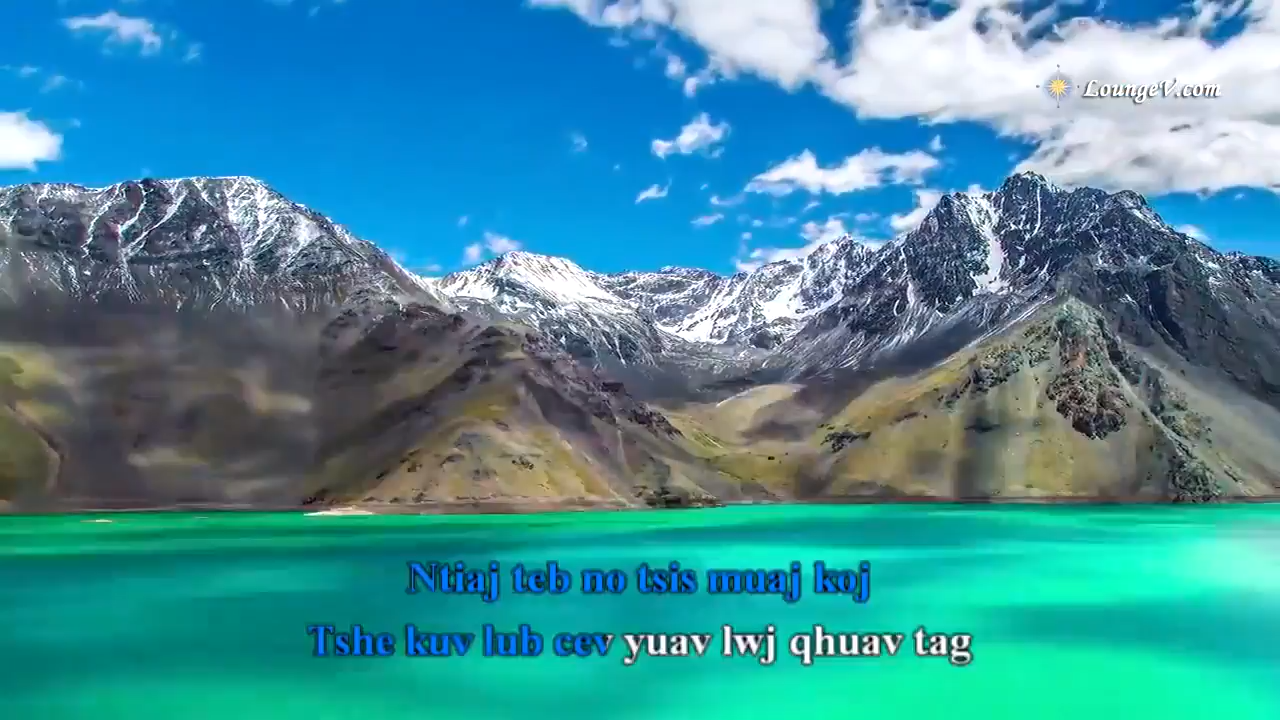 LoungeV.com
Ntiaj teb no tsis muaj koj
Tshe kuv lub cev yuav lwj qhuav tag